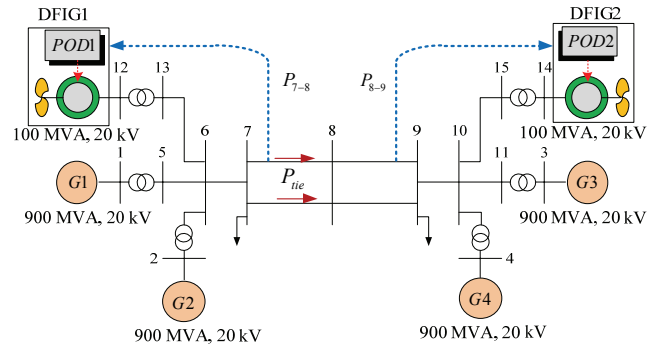 DFIG1
DFIG2
POD1
POD2
12
13
P7–8
P8–9
15
14
100 MVA, 20 kV
100 MVA, 20 kV
6
7
8
9
10
1
5
11
3
G1
Ptie
G3
900 MVA, 20 kV
900 MVA, 20 kV
2
4
G2
G4
900 MVA, 20 kV
900 MVA, 20 kV